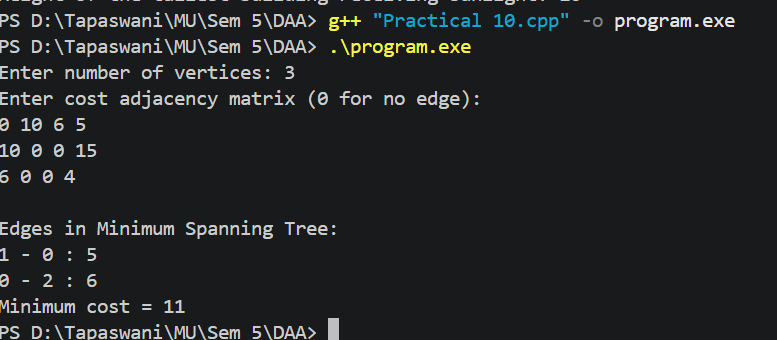 PS D:\Tapaswani\MU\Sem 5\DAA> g++ "Practical 10.cpp" -o program.exe
PS D:\Tapaswani\MU\Sem 5\DAA> .\program.exe
Enter number of vertices: 3
Enter cost adjacency matrix (0 for no edge):
0 10 6 5
10 0 0 15
6 0 0 4

Edges in Minimum Spanning Tree:
1 - 0 : 5
0 - 2 : 6
Minimum cost = 11
PS D:\Tapaswani\MU\Sem 5\DAA>